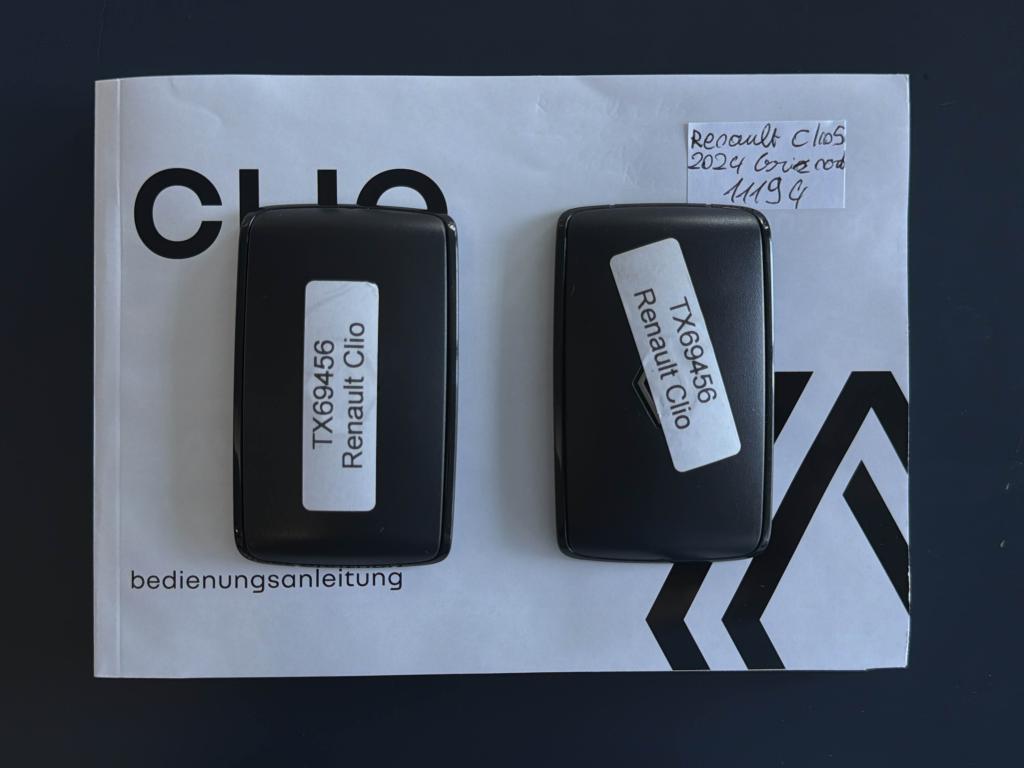 CLIO
Renault Clio5
2024
1119
TX69456
Renault Clio
TX69456
Renault Clio
bedienungsanleitung